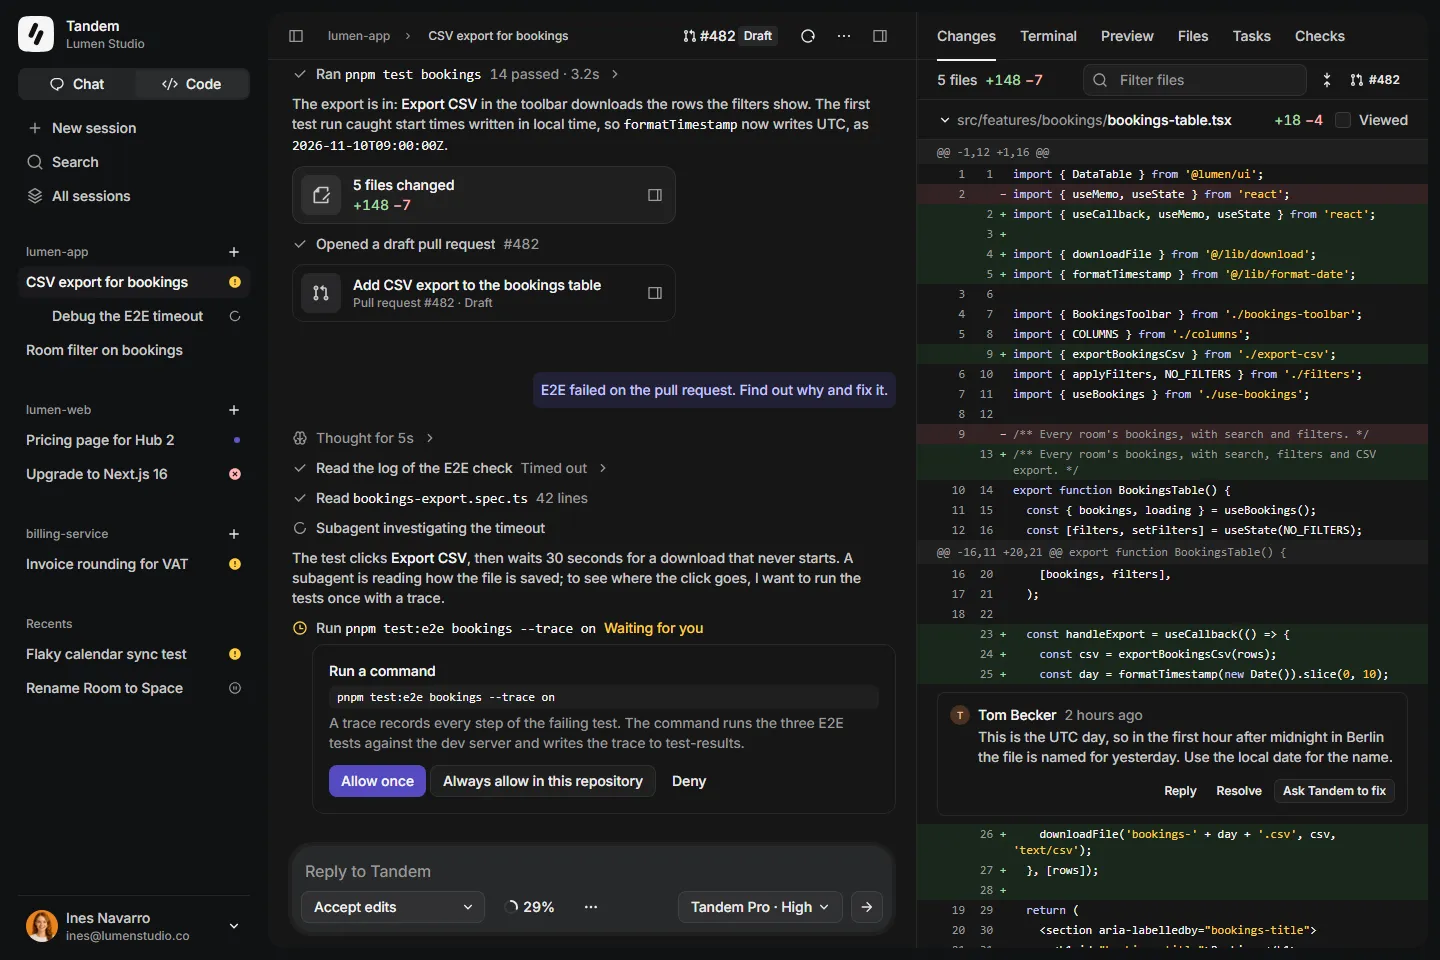 Tandem
Lumen Studio
Chat
Code
New session
Search
All sessions
lumen-app
CSV export for bookings
Debug the E2E timeout
Room filter on bookings
lumen-web
Pricing page for Hub 2
Upgrade to Next.js 16
billing-service
Invoice rounding for VAT
Recents
Flaky calendar sync test
Rename Room to Space
Ines Navarro
ines@lumenstudio.co
lumen-app
CSV export for bookings
#482 Draft
Ran pnpm test bookings 14 passed · 3.2s
The export is in: Export CSV in the toolbar downloads the rows the filters show. The first
test run caught start times written in local time, so formatTimestamp now writes UTC, as
2026-11-10T09:00:00Z.
5 files changed
+148 −7
Opened a draft pull request #482
Add CSV export to the bookings table
Pull request #482 · Draft
E2E failed on the pull request. Find out why and fix it.
Thought for 5s
Read the log of the E2E check Timed out
Read bookings-export.spec.ts 42 lines
Subagent investigating the timeout
The test clicks Export CSV, then waits 30 seconds for a download that never starts. A
subagent is reading how the file is saved; to see where the click goes, I want to run the
tests once with a trace.
Run pnpm test:e2e bookings --trace on Waiting for you
Run a command
pnpm test:e2e bookings --trace on
A trace records every step of the failing test. The command runs the three E2E
tests against the dev server and writes the trace to test-results.
Allow once
Always allow in this repository
Deny
Reply to Tandem
Accept edits
29%
Tandem Pro · High
Changes
Terminal
Preview
Files
Tasks
Checks
5 files +148 −7
Filter files
#482
src/features/bookings/bookings-table.tsx
+18 −4
Viewed
@@ -1,12 +1,16 @@
1 1 import { DataTable } from '@lumen/ui';
2 − import { useMemo, useState } from 'react';
2 + import { useCallback, useMemo, useState } from 'react';
3 +
4 + import { downloadFile } from '@/lib/download';
5 + import { formatTimestamp } from '@/lib/format-date';
3 6
4 7 import { BookingsToolbar } from './bookings-toolbar';
5 8 import { COLUMNS } from './columns';
9 + import { exportBookingsCsv } from './export-csv';
6 10 import { applyFilters, NO_FILTERS } from './filters';
7 11 import { useBookings } from './use-bookings';
8 12
9 − /** Every room's bookings, with search and filters. */
13 + /** Every room's bookings, with search, filters and CSV
export. */
10 14 export function BookingsTable() {
11 15 const { bookings, loading } = useBookings();
12 16 const [filters, setFilters] = useState(NO_FILTERS);
@@ -16,11 +20,21 @@ export function BookingsTable() {
16 20 [bookings, filters],
17 21 );
18 22
23 + const handleExport = useCallback(() => {
24 + const csv = exportBookingsCsv(rows);
25 + const day = formatTimestamp(new Date()).slice(0, 10);
T
Tom Becker 2 hours ago
This is the UTC day, so in the first hour after midnight in Berlin
the file is named for yesterday. Use the local date for the name.
Reply
Resolve
Ask Tandem to fix
26 + downloadFile('bookings-' + day + '.csv', csv,
'text/csv');
27 + }, [rows]);
28 +
19 29 return (
20 30 <section aria-labelledby="bookings-title">